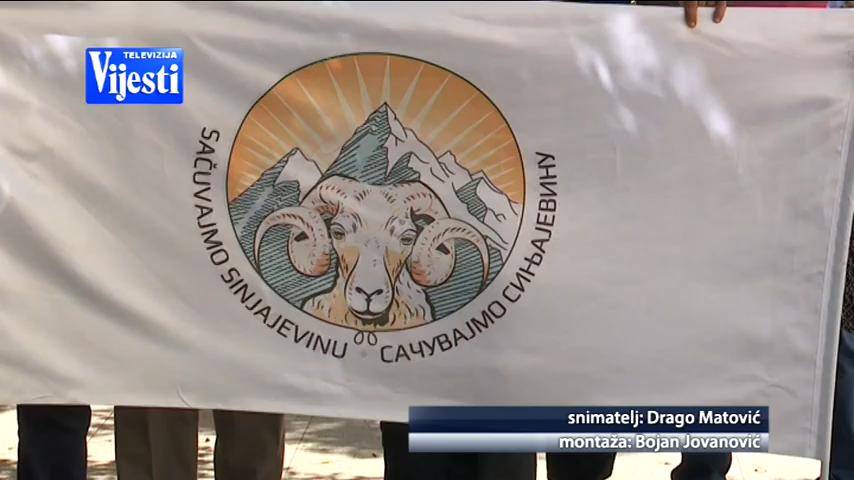 TELEVIZIJA
Vijesti
SAČUVAJMO SINJAJEVINU
САЧУВАЈМО СИЊАЈЕВИНУ
snimatelj: Drago Matović
montaža: Bojan Jovanović